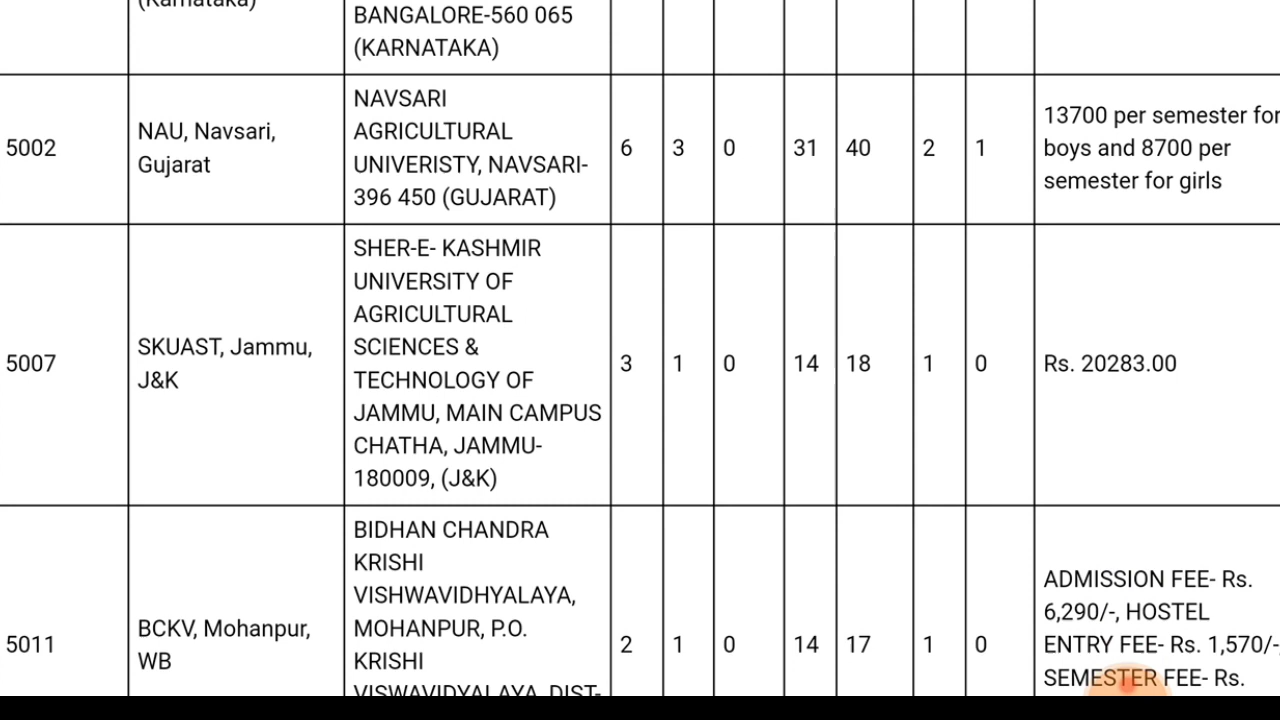 (Karnataka)
BANGALORE-560 065
(KARNATAKA)
5002
NAU, Navsari,
Gujarat
NAVSARI
AGRICULTURAL
UNIVERISTY, NAVSARI-
396 450 (GUJARAT)
6 3 0 31 40 2 1
13700 per semester for
boys and 8700 per
semester for girls
5007
SKUAST, Jammu,
J&K
SHER-E- KASHMIR
UNIVERSITY OF
AGRICULTURAL
SCIENCES &
TECHNOLOGY OF
JAMMU, MAIN CAMPUS
CHATHA, JAMMU-
180009, (J&K)
3 1 0 14 18 1 0
Rs. 20283.00
5011
BCKV, Mohanpur,
WB
BIDHAN CHANDRA
KRISHI
VISHWAVIDHYALAYA,
MOHANPUR, P.O.
KRISHI
VISWAVIDYALAYA, DIST-
2 1 0 14 17 1 0
ADMISSION FEE- Rs.
6,290/-, HOSTEL
ENTRY FEE- Rs. 1,570/-,
SEMESTER FEE- Rs.